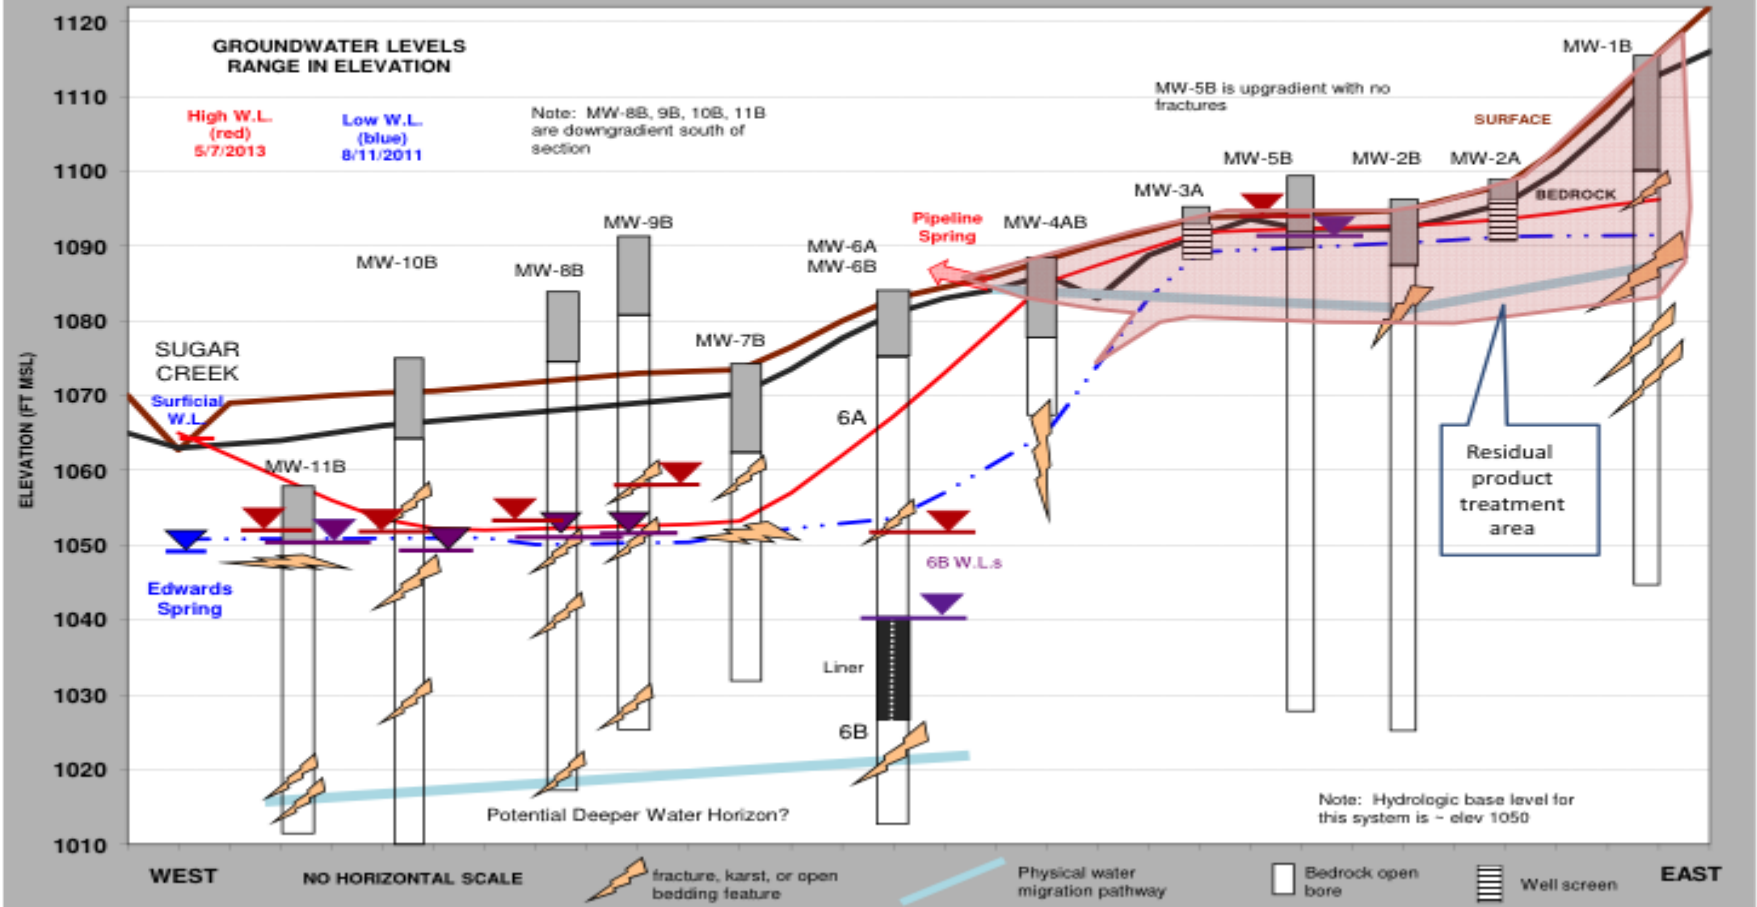 1120
1110
1100
1090
1080
1070
1060
1050
1040
1030
1020
1010
ELEVATION (FT MSL)
GROUNDWATER LEVELS
RANGE IN ELEVATION
High W.L.
(red)
5/7/2013
Low W.L.
(blue)
8/11/2011
Note: MW-8B, 9B, 10B, 11B
are downgradient south of
section
MW-5B is upgradient with no
fractures
MW-1B
SURFACE
MW-5B
MW-2B
MW-2A
BEDROCK
MW-3A
MW-4AB
Pipeline
Spring
MW-9B
MW-6A
MW-6B
MW-10B
MW-8B
MW-7B
SUGAR
CREEK
Surficial
W.L.
MW-11B
6A
Residual
product
treatment
area
Edwards
Spring
6B W.L.s
Liner
6B
Potential Deeper Water Horizon?
Note: Hydrologic base level for
this system is ~ elev 1050
WEST
NO HORIZONTAL SCALE
fracture, karst, or open
bedding feature
Physical water
migration pathway
Bedrock open
bore
Well screen
EAST